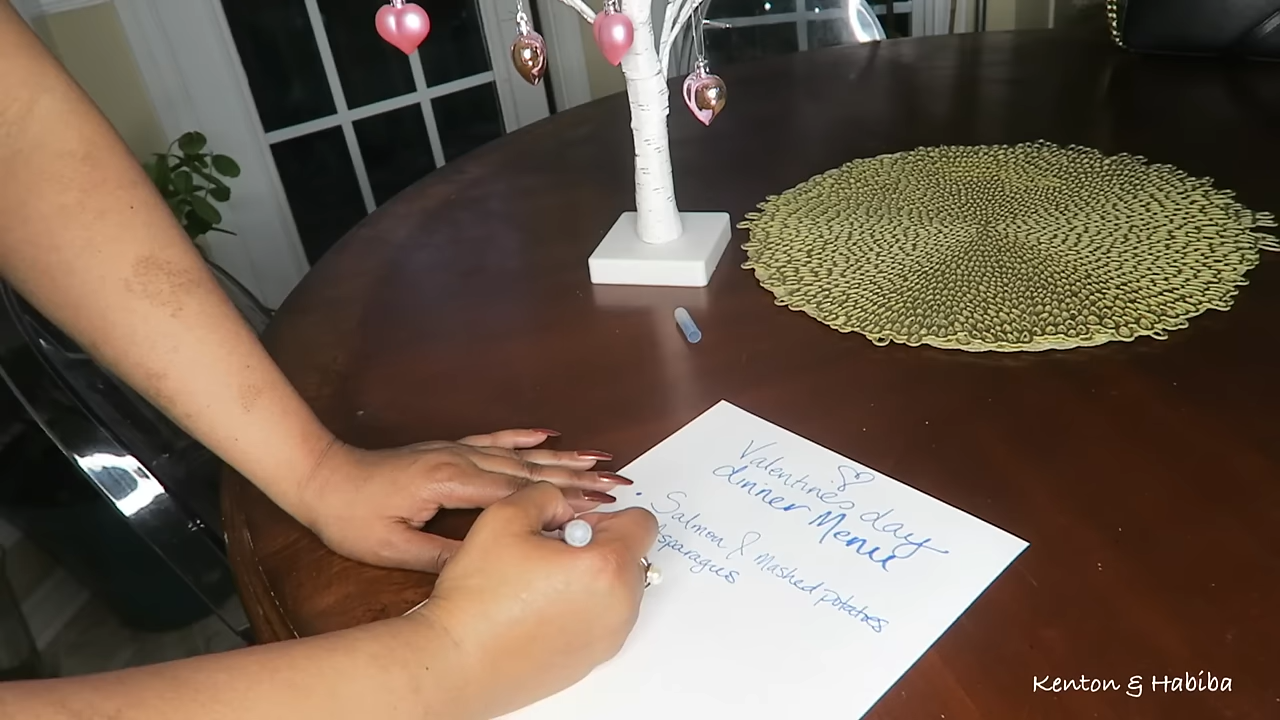 Valentine's day
dinner Menu
• Salmon & Mashed potatoes
Asparagus
Kenton & Habiba